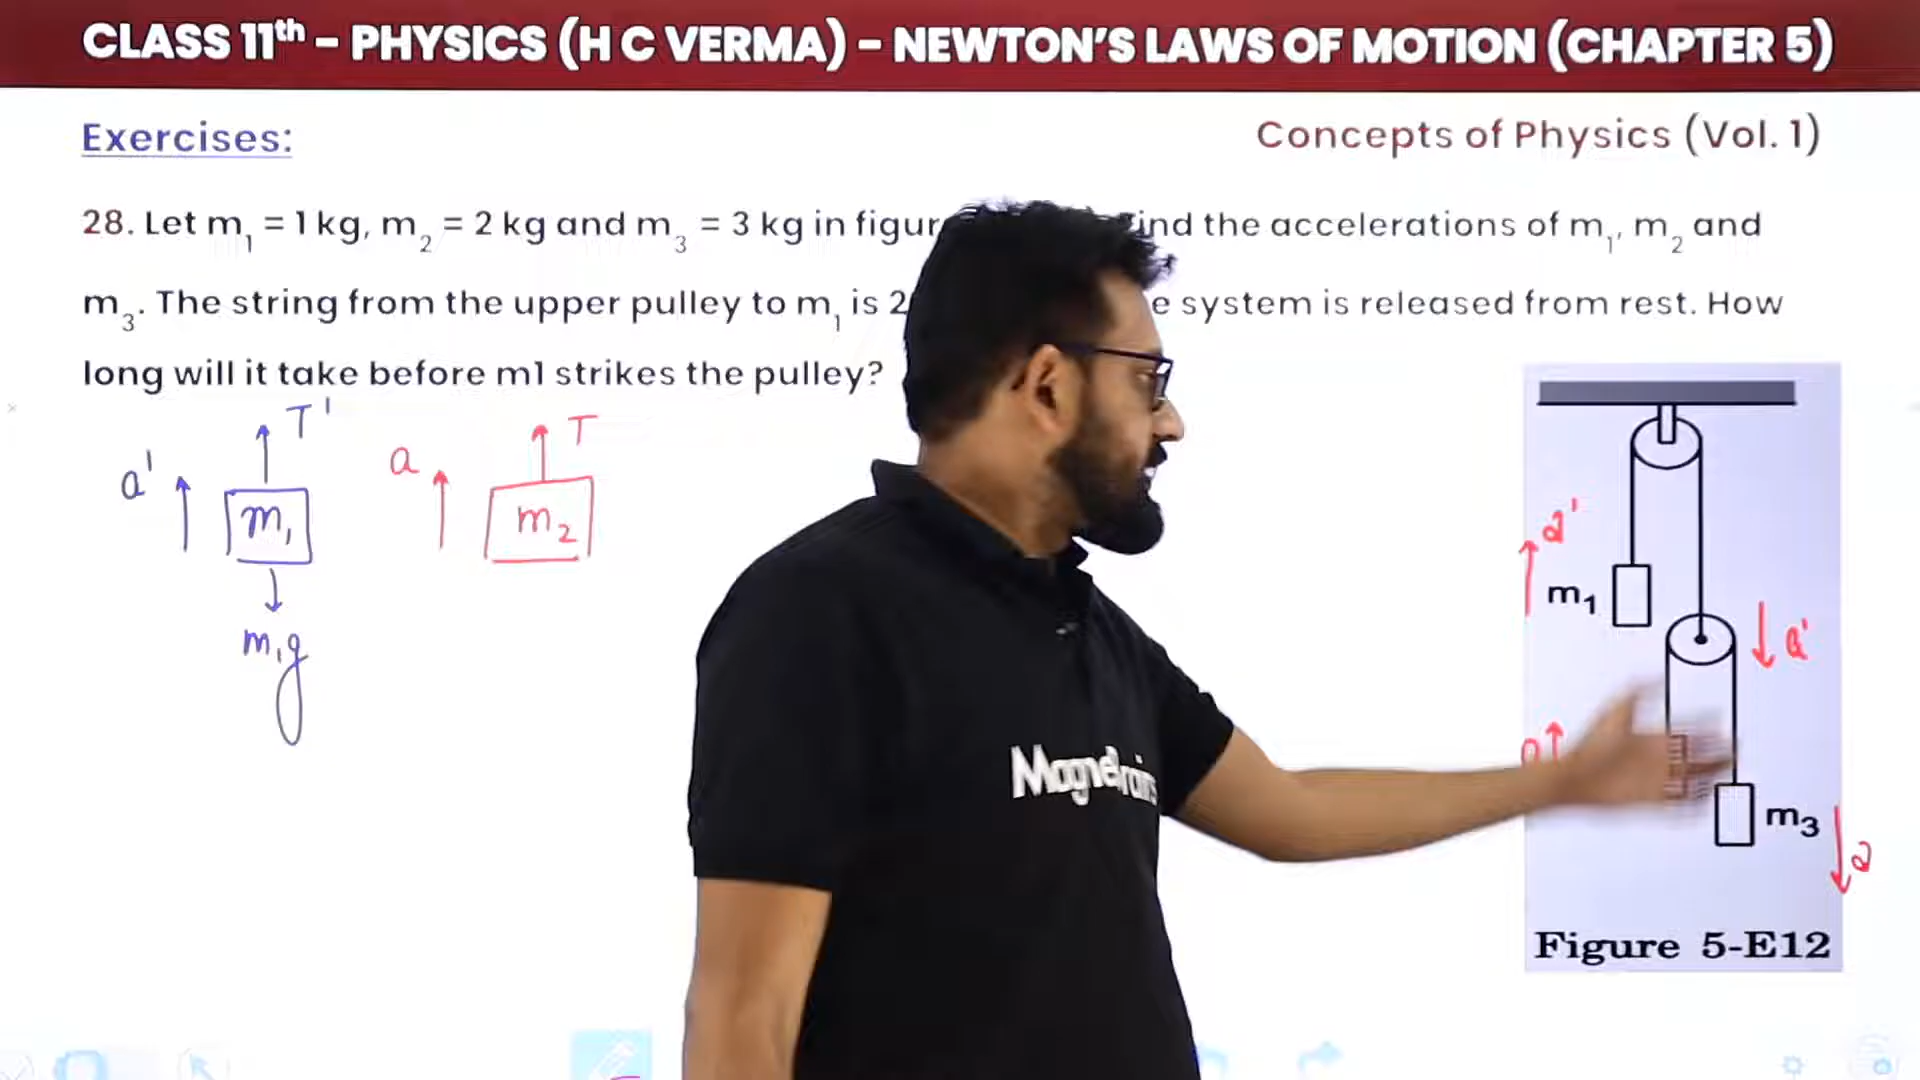 CLASS 11th – PHYSICS (H C VERMA) – NEWTON'S LAWS OF MOTION (CHAPTER 5)
Exercises:
Concepts of Physics (Vol. 1)
28. Let m1 = 1 kg, m2 = 2 kg and m3 = 3 kg in the accelerations of m1, m2 and
m3. The string from the upper pulley to m1 is system is released from rest. How
long will it take before m1 strikes the pulley?
T'
a'
m1
m1g
a
T
m2
a'
m1
a'
a
m3
a
Figure 5-E12